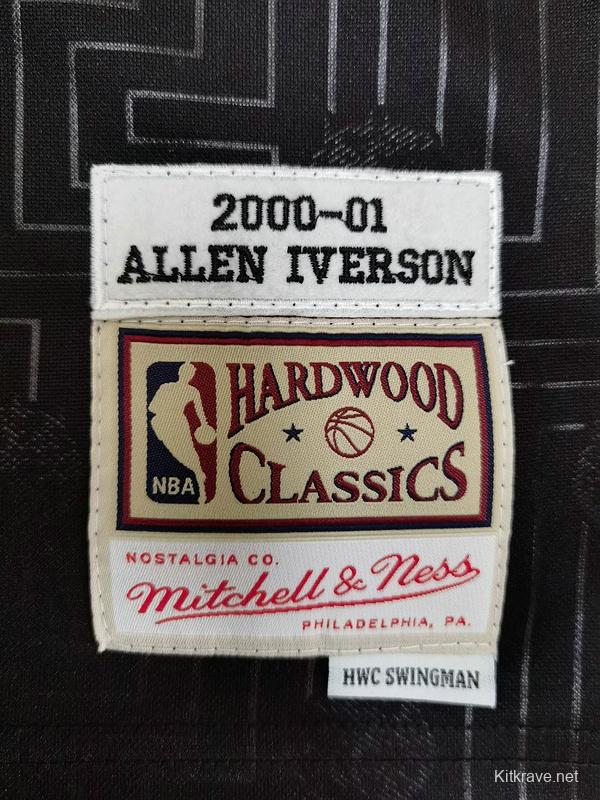 2000-01
ALLEN IVERSON
HARDWOOD
CLASSICS
NBA
NOSTALGIA CO.
Mitchell & Ness
PHILADELPHIA, PA.
HWC SWINGMAN
Kitkrave.net